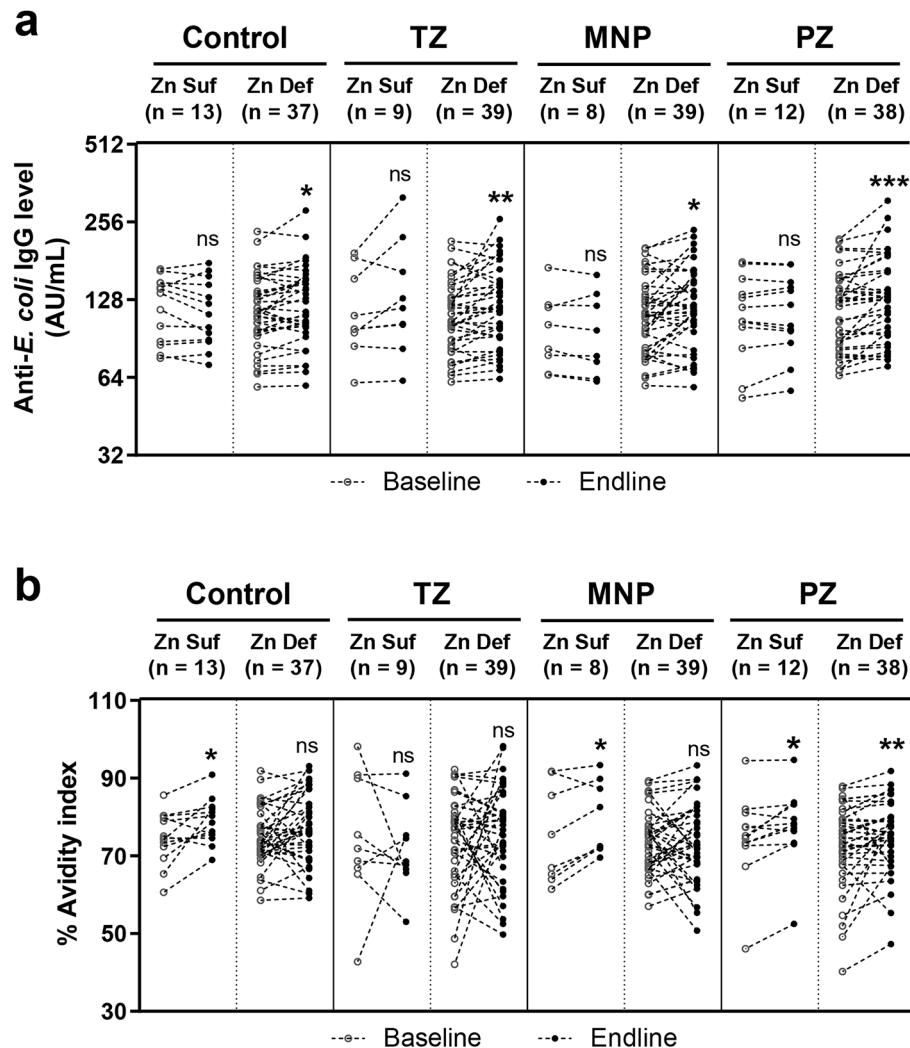 a
Control TZ MNP PZ
Zn Suf Zn Def Zn Suf Zn Def Zn Suf Zn Def Zn Suf Zn Def
(n = 13) (n = 37) (n = 9) (n = 39) (n = 8) (n = 39) (n = 12) (n = 38)
Anti-E. coli IgG level
(AU/mL)
512
256
128
64
32
ns * ns ** ns * ns ***
Baseline Endline
b
Control TZ MNP PZ
Zn Suf Zn Def Zn Suf Zn Def Zn Suf Zn Def Zn Suf Zn Def
(n = 13) (n = 37) (n = 9) (n = 39) (n = 8) (n = 39) (n = 12) (n = 38)
% Avidity index
110
90
70
50
30
* ns ns ns * ns * **
Baseline Endline